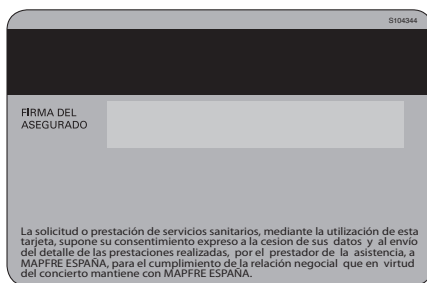 S104344
FIRMA DEL
ASEGURADO
La solicitud o prestación de servicios sanitarios, mediante la utilización de esta
tarjeta, supone su consentimiento expreso a la cesion de sus datos y al envío
del detalle de las prestaciones realizadas, por el prestador de la asistencia, a
MAPFRE ESPAÑA, para el cumplimiento de la relación negocial que en virtud
del concierto mantiene con MAPFRE ESPAÑA.